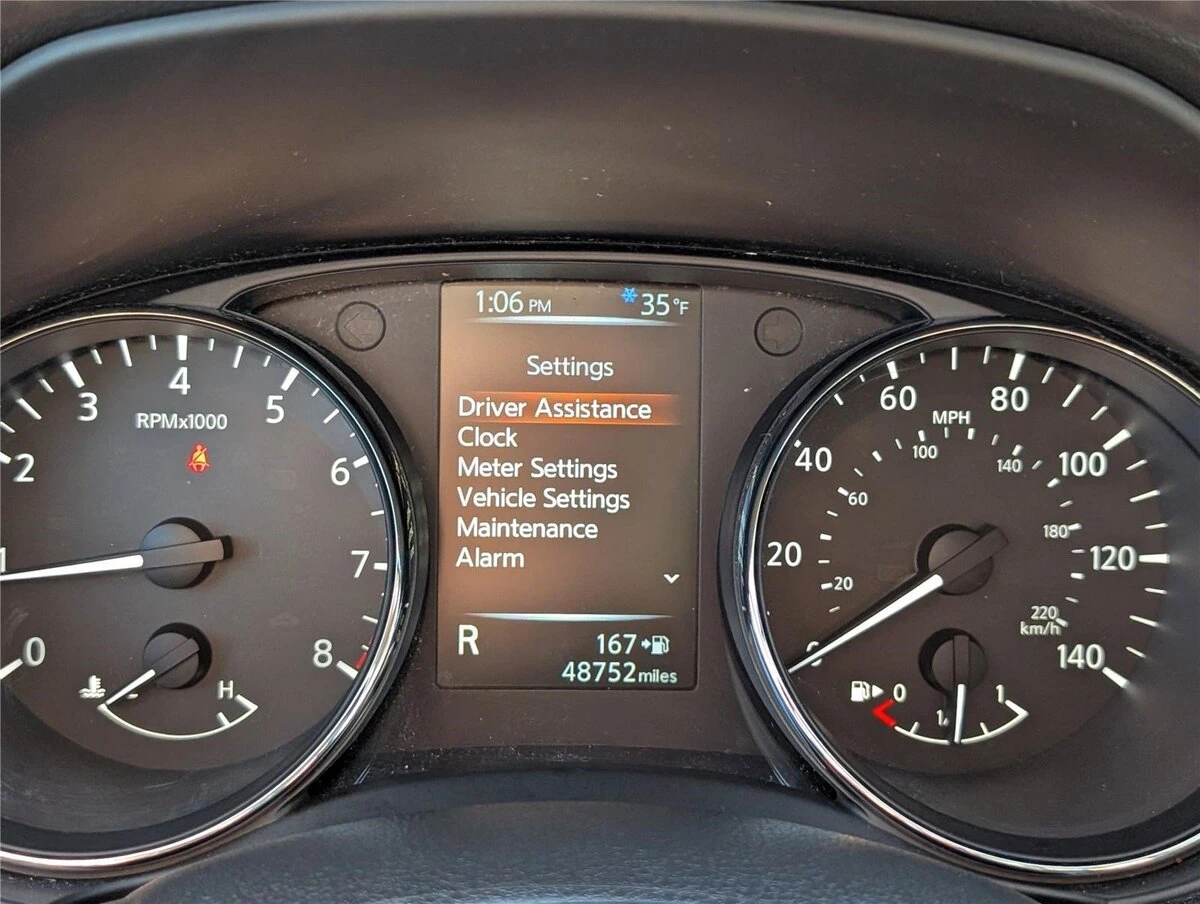 1:06 PM 35°F
Settings
Driver Assistance
Clock
Meter Settings
Vehicle Settings
Maintenance
Alarm
R 167
48752 miles
0
1
2
3
4
5
6
7
8
RPMx1000
H
0
20
40
60
80
100
120
140
MPH
20
60
100
140
180
220
km/h
0
1